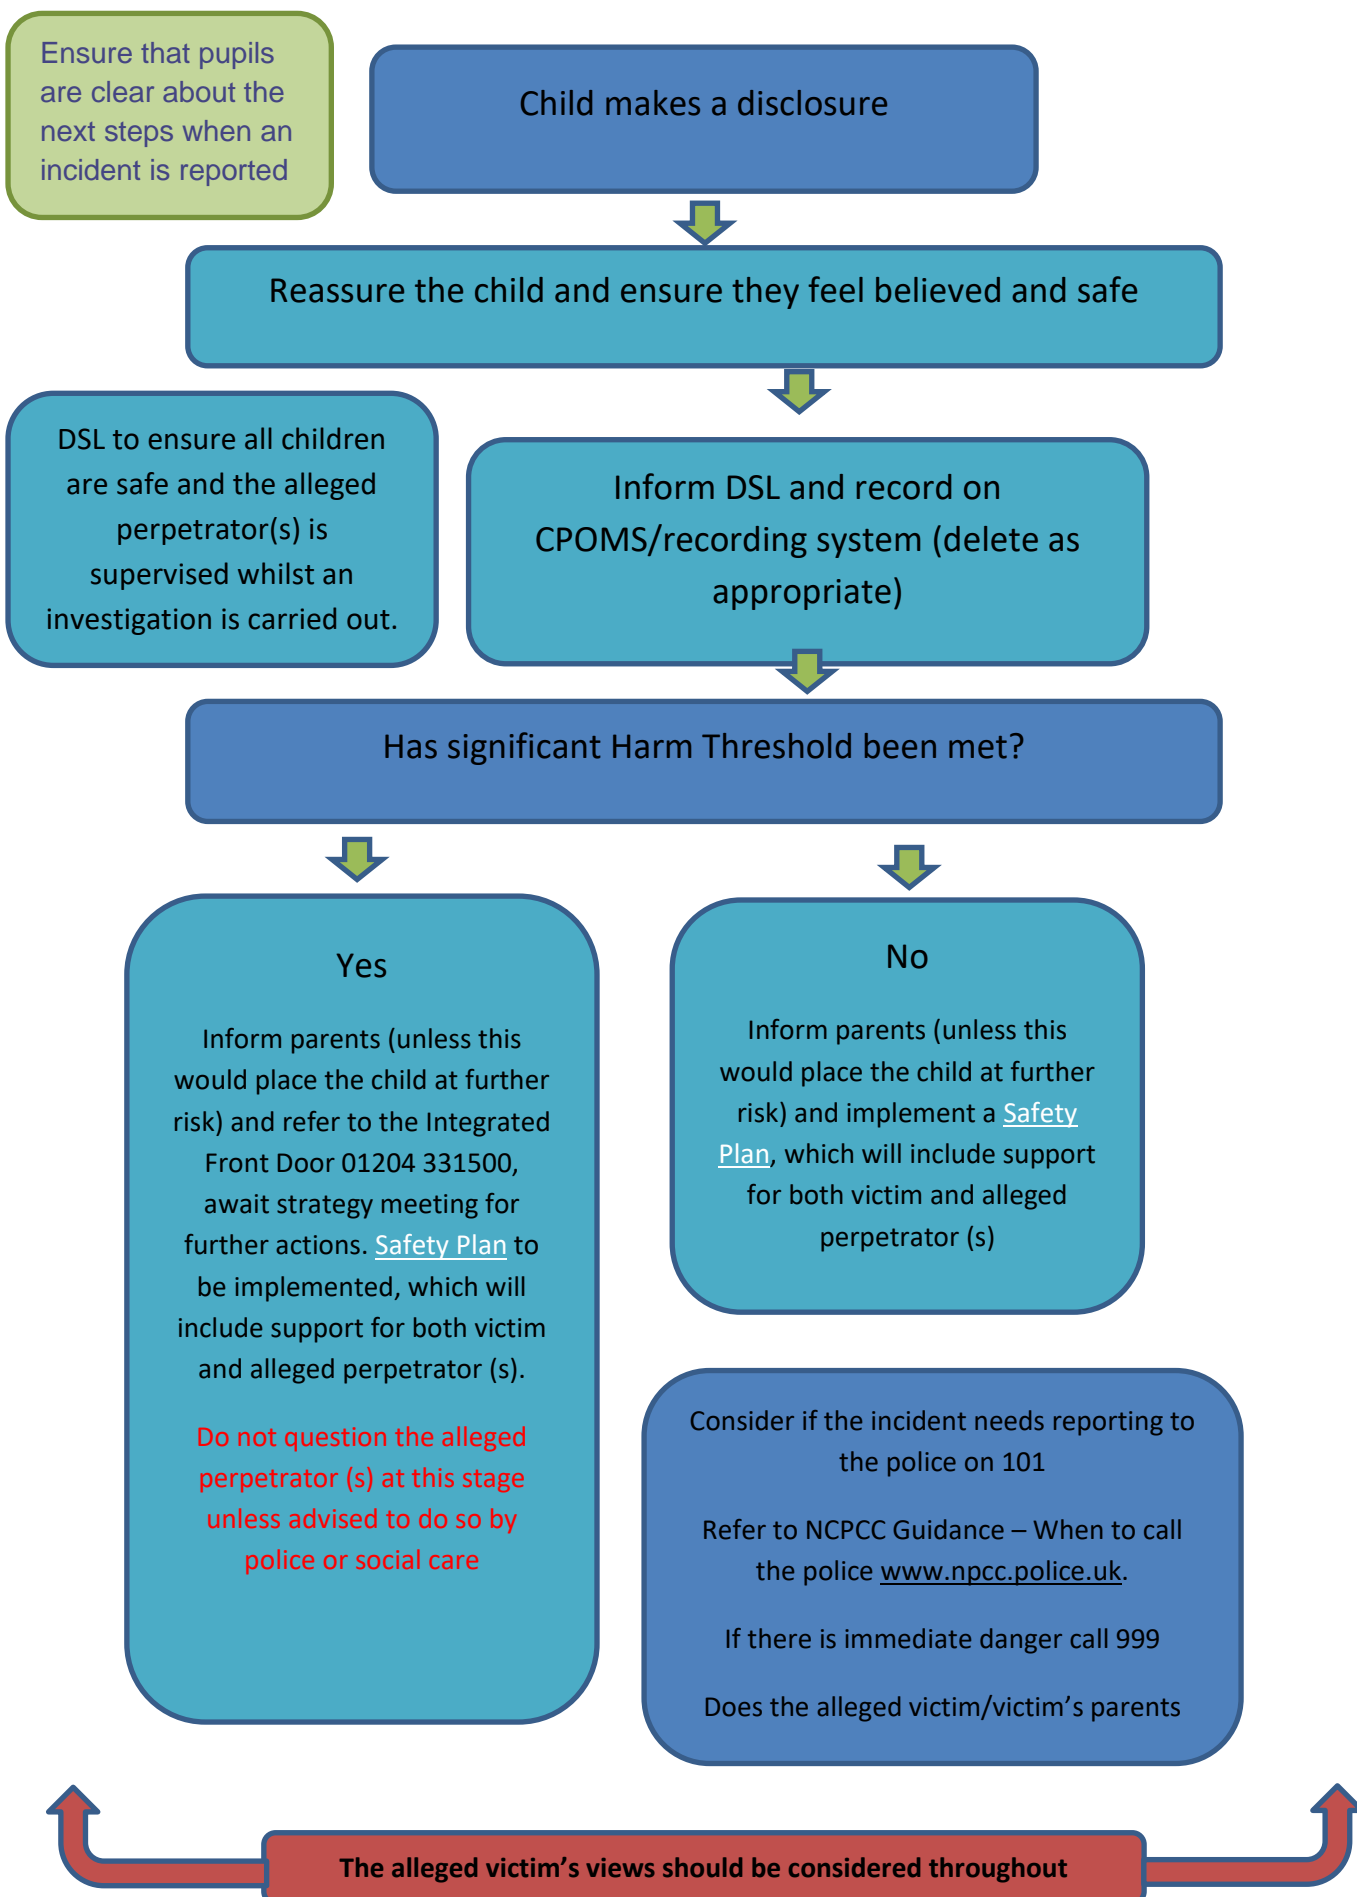 Ensure that pupils
are clear about the
next steps when an
incident is reported
Child makes a disclosure
Reassure the child and ensure they feel believed and safe
DSL to ensure all children
are safe and the alleged
perpetrator(s) is
supervised whilst an
investigation is carried out.
Inform DSL and record on
CPOMS/recording system (delete as
appropriate)
Has significant Harm Threshold been met?
Yes
Inform parents (unless this
would place the child at further
risk) and refer to the Integrated
Front Door 01204 331500,
await strategy meeting for
further actions. Safety Plan to
be implemented, which will
include support for both victim
and alleged perpetrator (s).
Do not question the alleged
perpetrator (s) at this stage
unless advised to do so by
police or social care
No
Inform parents (unless this
would place the child at further
risk) and implement a Safety
Plan, which will include support
for both victim and alleged
perpetrator (s)
Consider if the incident needs reporting to
the police on 101
Refer to NCPCC Guidance – When to call
the police www.npcc.police.uk.
If there is immediate danger call 999
Does the alleged victim/victim’s parents
The alleged victim’s views should be considered throughout